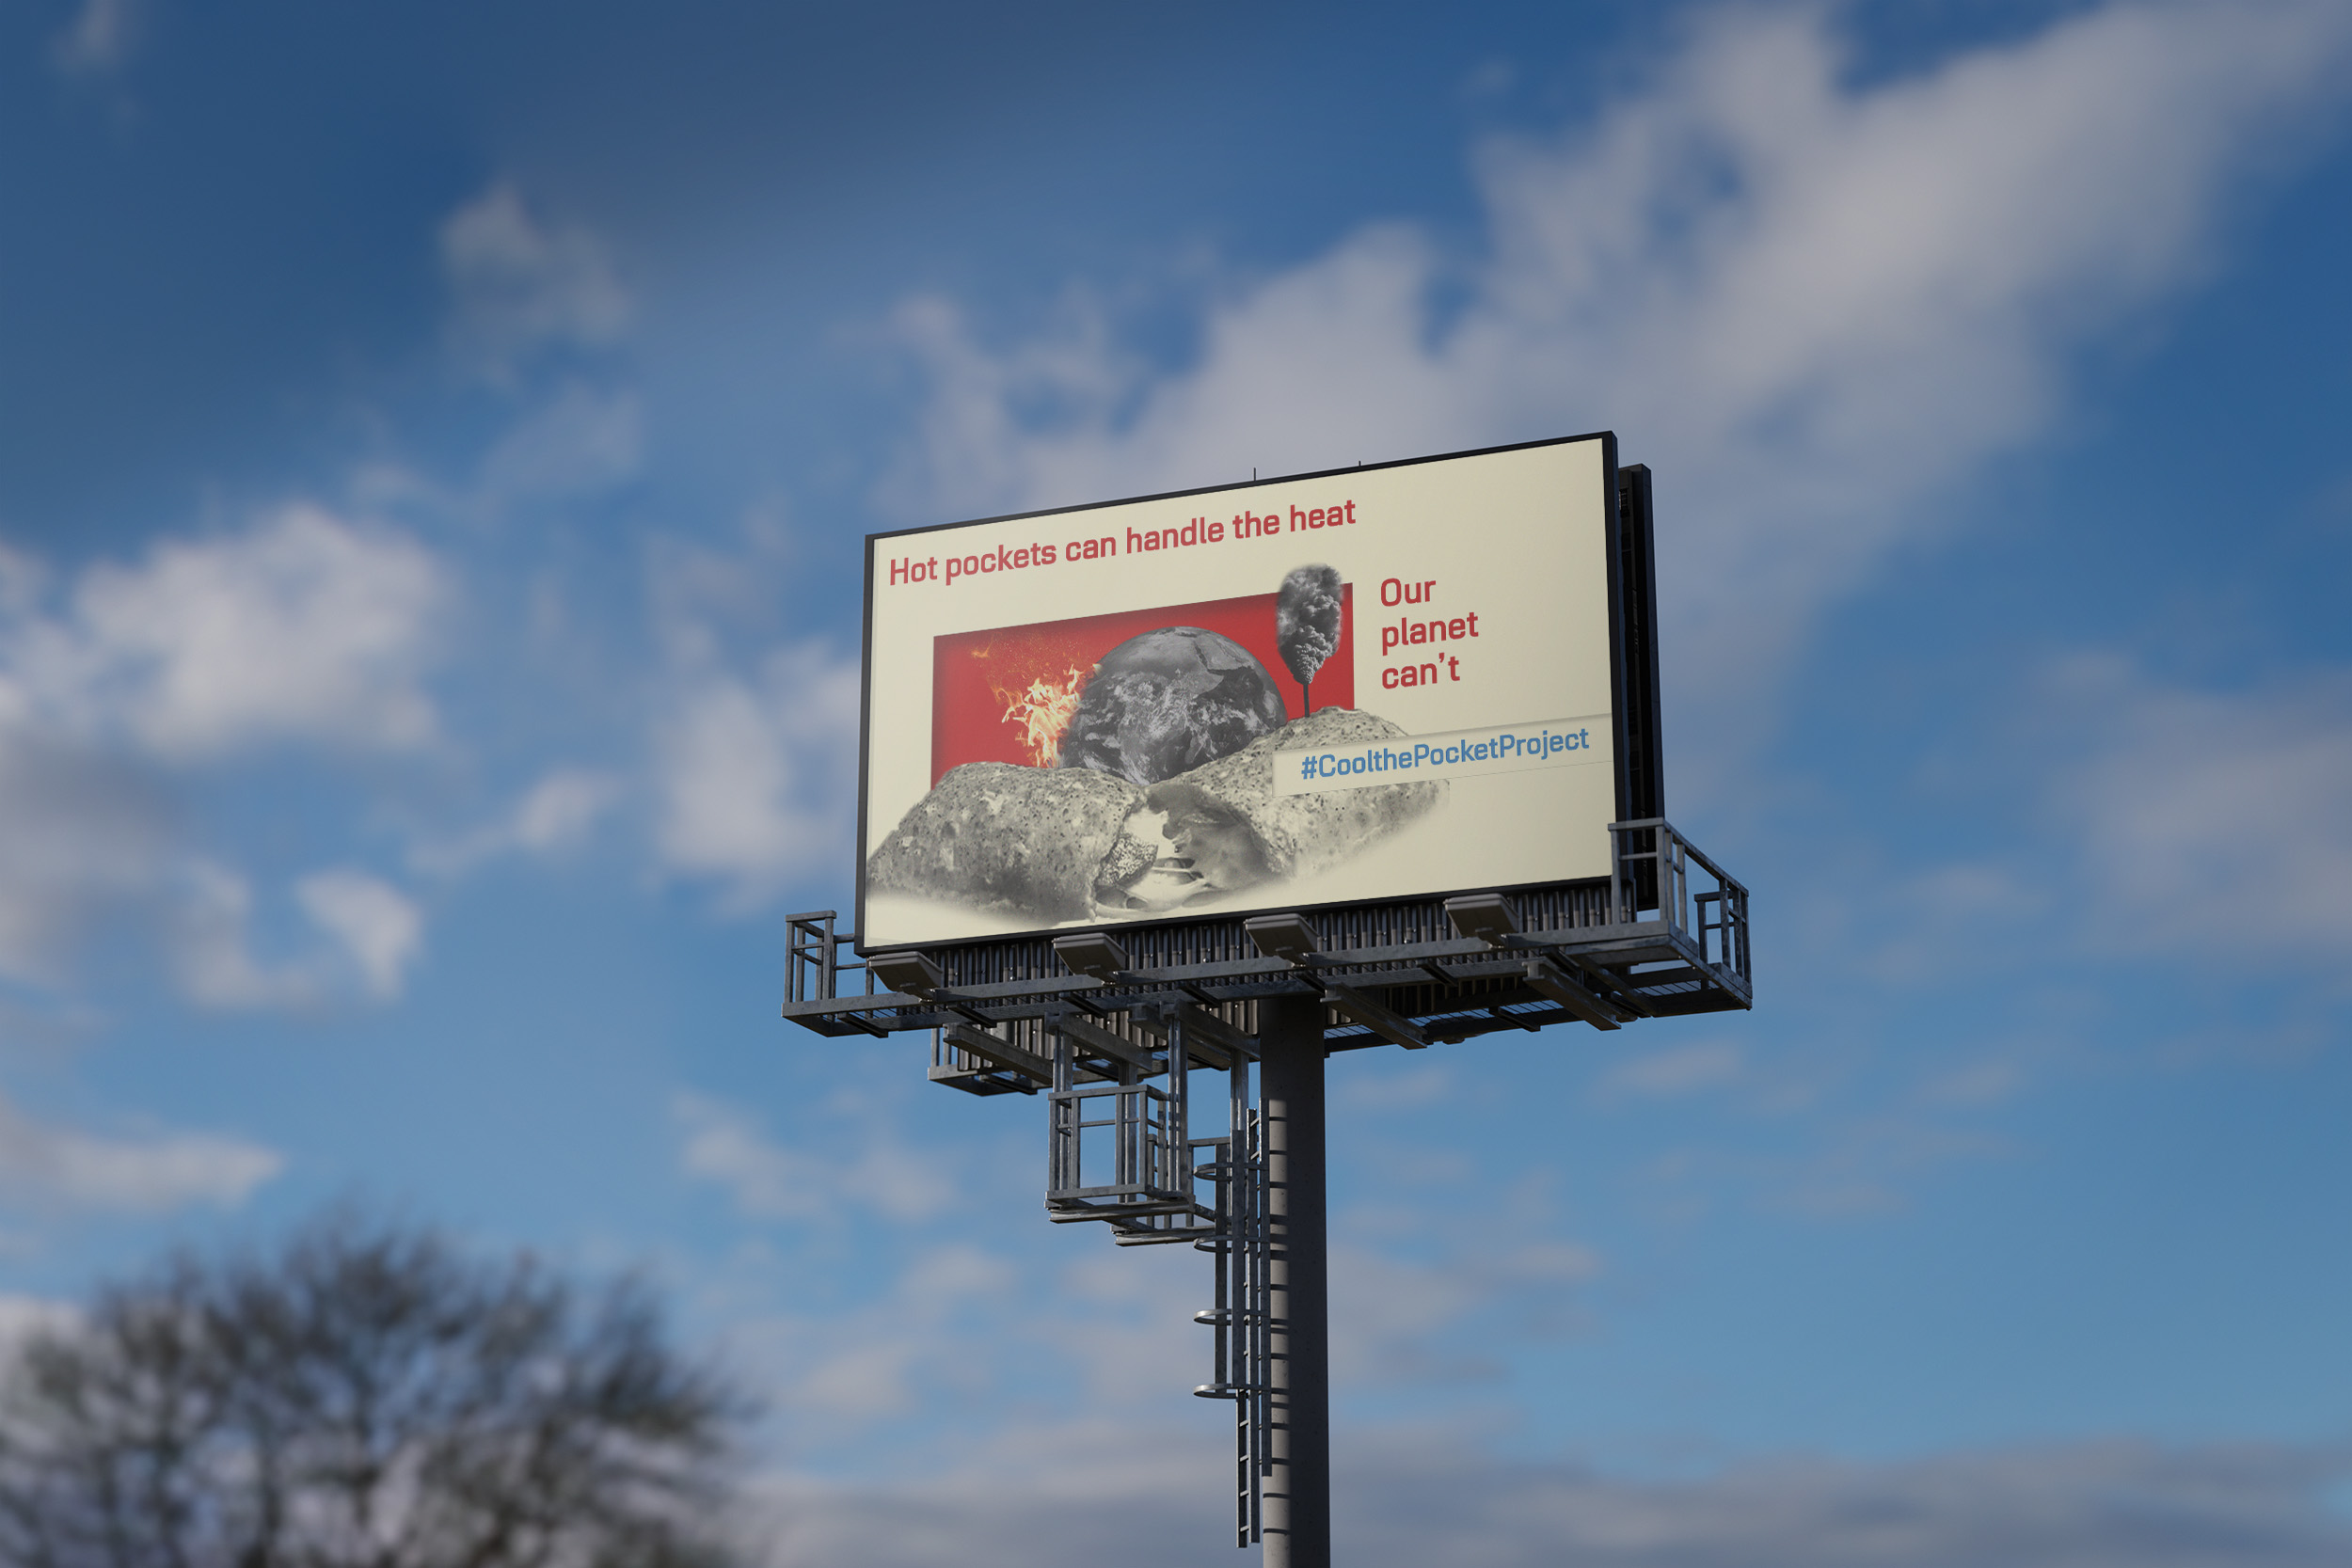 Hot pockets can handle the heat
Our
planet
can't
#CoolthePocketProject